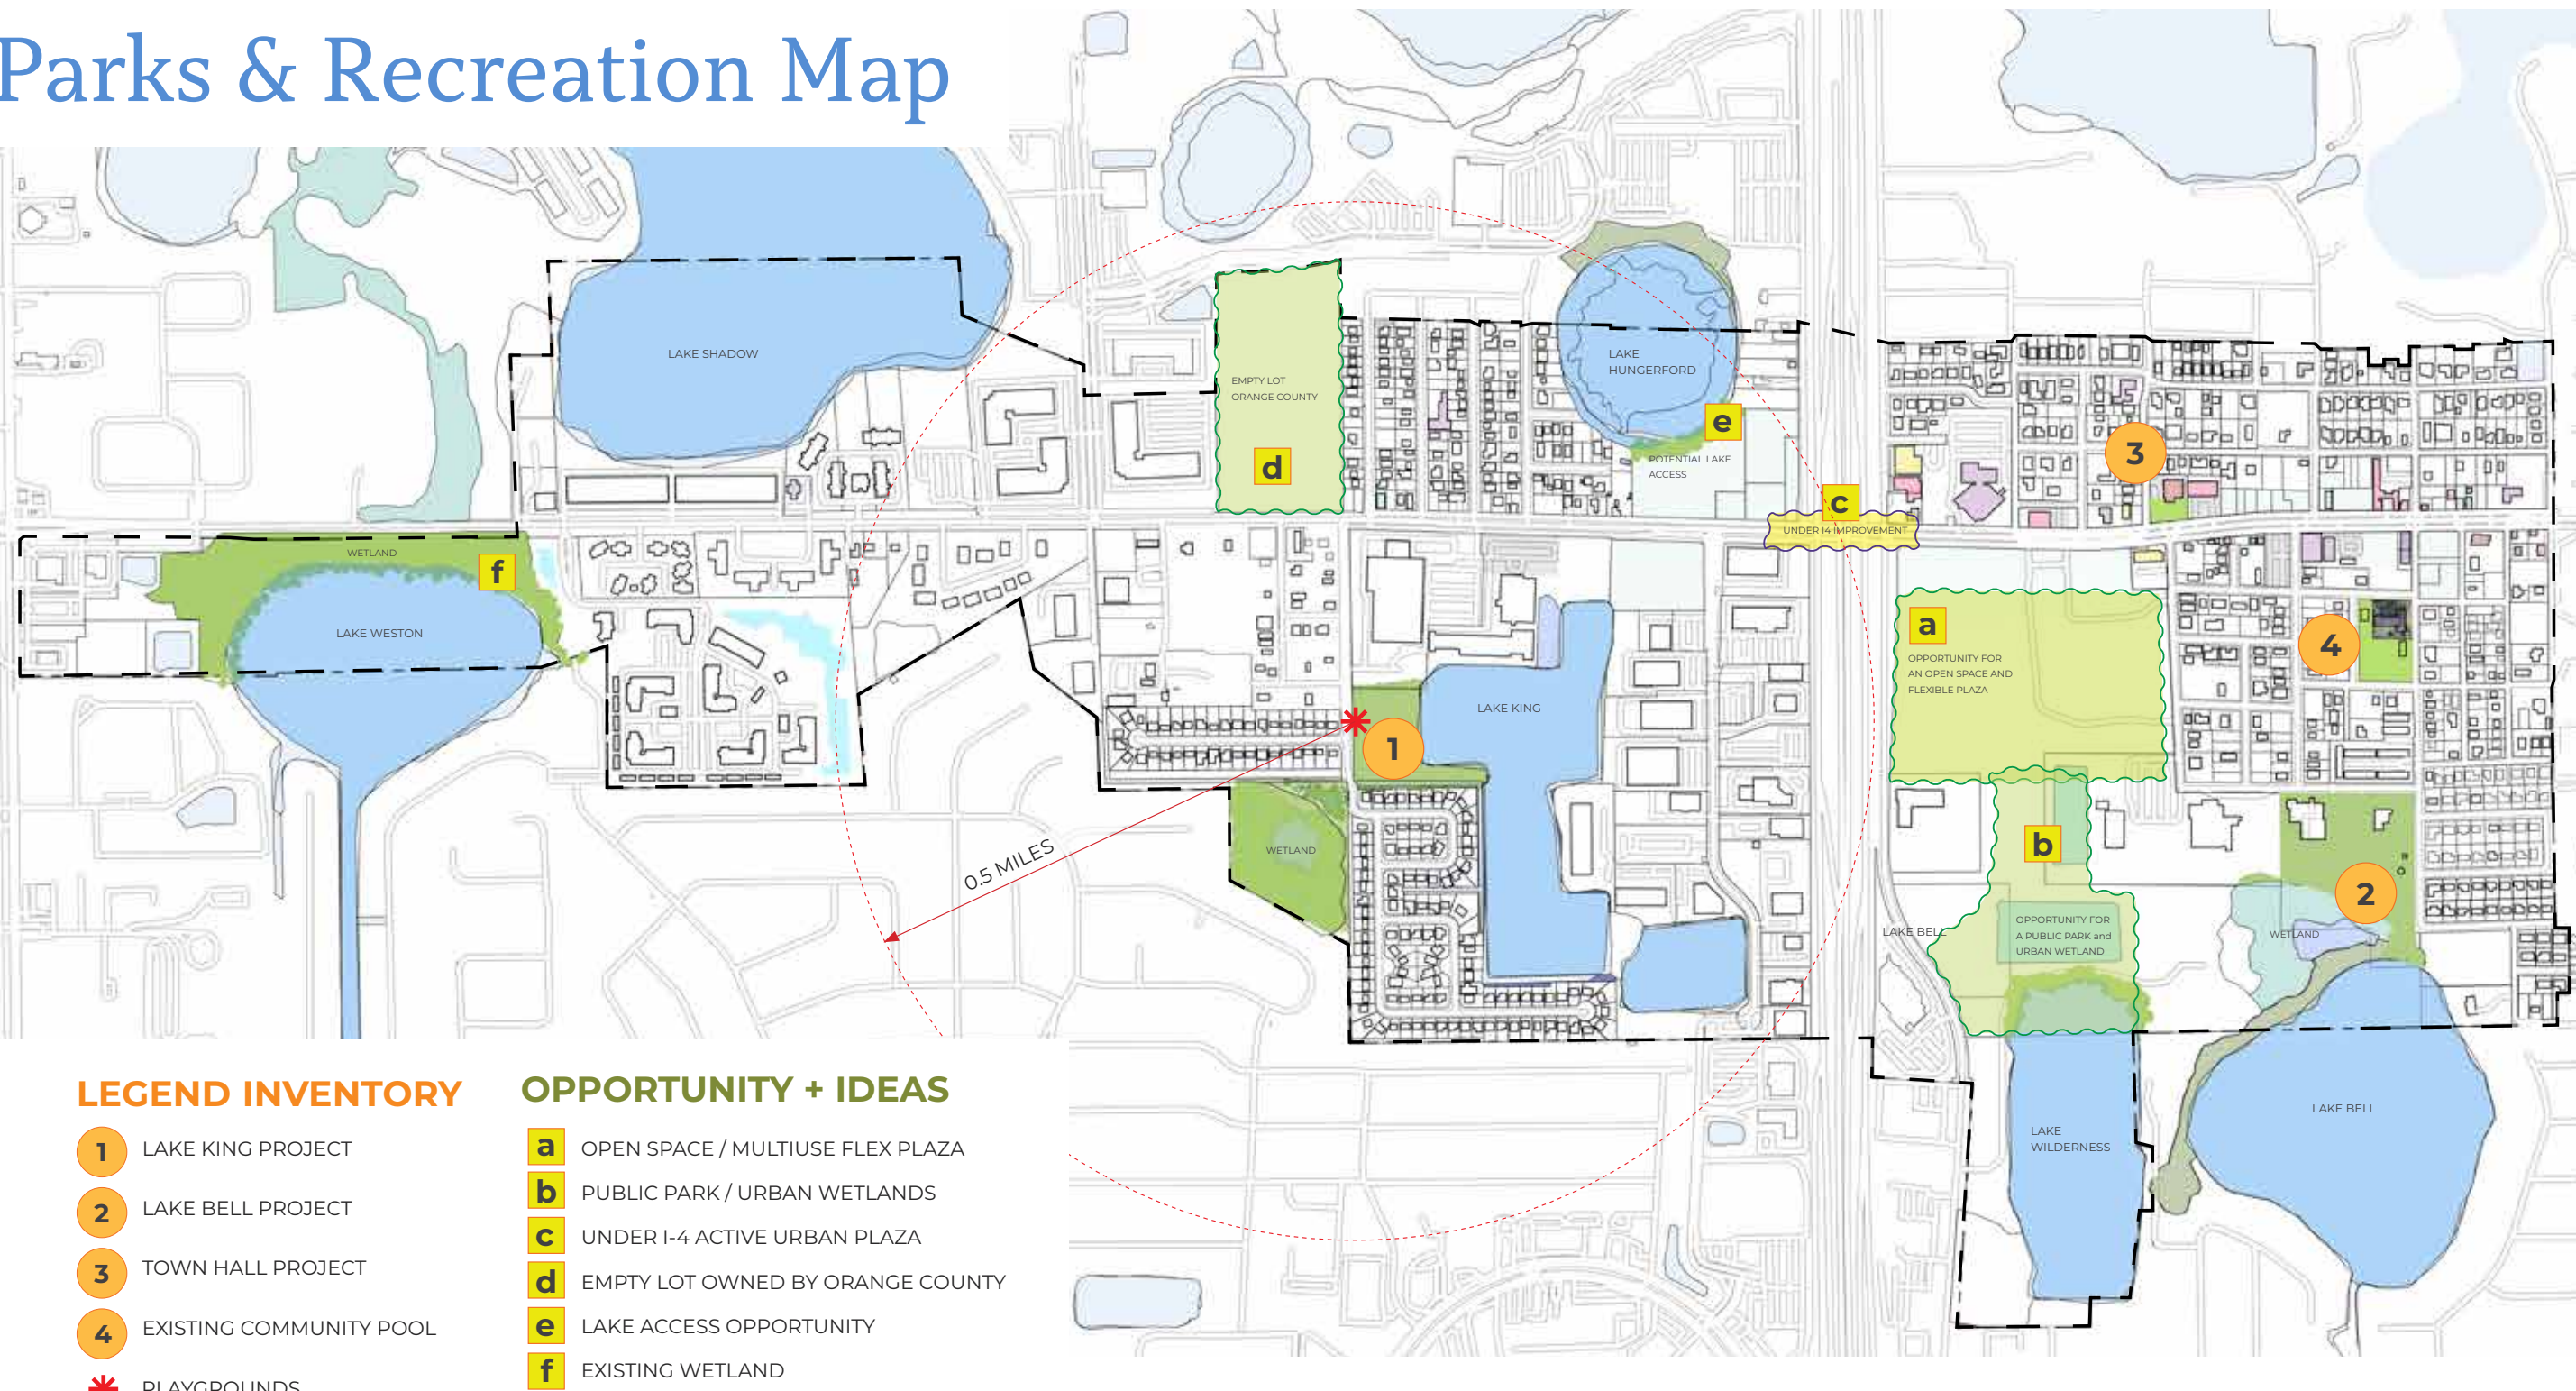 Parks & Recreation Map
LAKE SHADOW
LAKE
HUNGERFORD
EMPTY LOT
ORANGE COUNTY
d
e
POTENTIAL LAKE
ACCESS
3
c
UNDER I4 IMPROVEMENT
WETLAND
f
LAKE WESTON
a
OPPORTUNITY FOR
AN OPEN SPACE AND
FLEXIBLE PLAZA
4
LAKE KING
1
0.5 MILES
WETLAND
b
2
OPPORTUNITY FOR
A PUBLIC PARK and
URBAN WETLAND
LAKE BELL
WETLAND
LAKE
WILDERNESS
LAKE BELL
LEGEND INVENTORY
1 LAKE KING PROJECT
2 LAKE BELL PROJECT
3 TOWN HALL PROJECT
4 EXISTING COMMUNITY POOL
PLAYGROUNDS
OPPORTUNITY + IDEAS
a OPEN SPACE / MULTIUSE FLEX PLAZA
b PUBLIC PARK / URBAN WETLANDS
c UNDER I-4 ACTIVE URBAN PLAZA
d EMPTY LOT OWNED BY ORANGE COUNTY
e LAKE ACCESS OPPORTUNITY
f EXISTING WETLAND